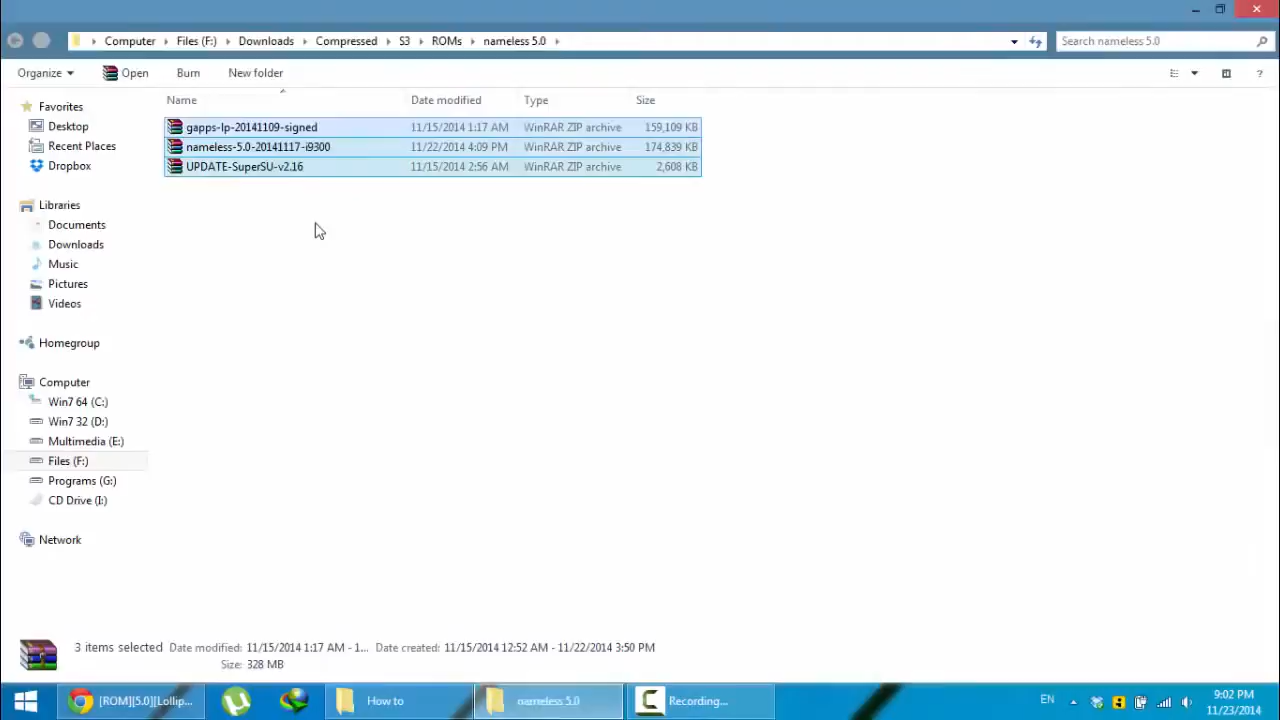 Computer Files (F:) Downloads Compressed S3 ROMs nameless 5.0
Search nameless 5.0
Organize Open Burn New folder
?
Name Date modified Type Size
gapps-lp-20141109-signed 11/15/2014 1:17 AM WinRAR ZIP archive 159,109 KB
nameless-5.0-20141117-i9300 11/22/2014 4:09 PM WinRAR ZIP archive 174,839 KB
UPDATE-SuperSU-v2.16 11/15/2014 2:56 AM WinRAR ZIP archive 2,608 KB
Favorites
Desktop
Recent Places
Dropbox
Libraries
Documents
Downloads
Music
Pictures
Videos
Homegroup
Computer
Win7 64 (C:)
Win7 32 (D:)
Multimedia (E:)
Files (F:)
Programs (G:)
CD Drive (I:)
Network
3 items selected Date modified: 11/15/2014 1:17 AM - 1... Date created: 11/15/2014 12:52 AM - 11/22/2014 3:50 PM
Size: 328 MB
[ROM][5.0][Lollip... How to nameless 5.0 Recording...
EN
9:02 PM
11/23/2014